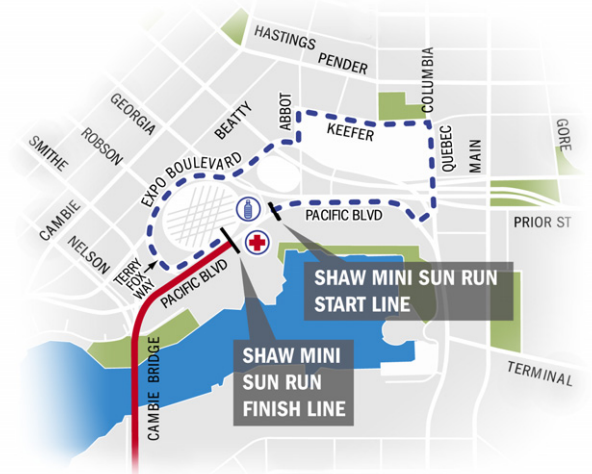 HASTINGS
PENDER
COLUMBIA
GEORGIA
ABBOT
BEATTY
KEEFER
ROBSON
QUEBEC
MAIN
GORE
SMITHE
EXPO BOULEVARD
CAMBIE
PACIFIC BLVD
PRIOR ST
NELSON
TERRY
FOX
WAY
PACIFIC BLVD
SHAW MINI SUN RUN
START LINE
SHAW MINI
SUN RUN
FINISH LINE
CAMBIE BRIDGE
TERMINAL